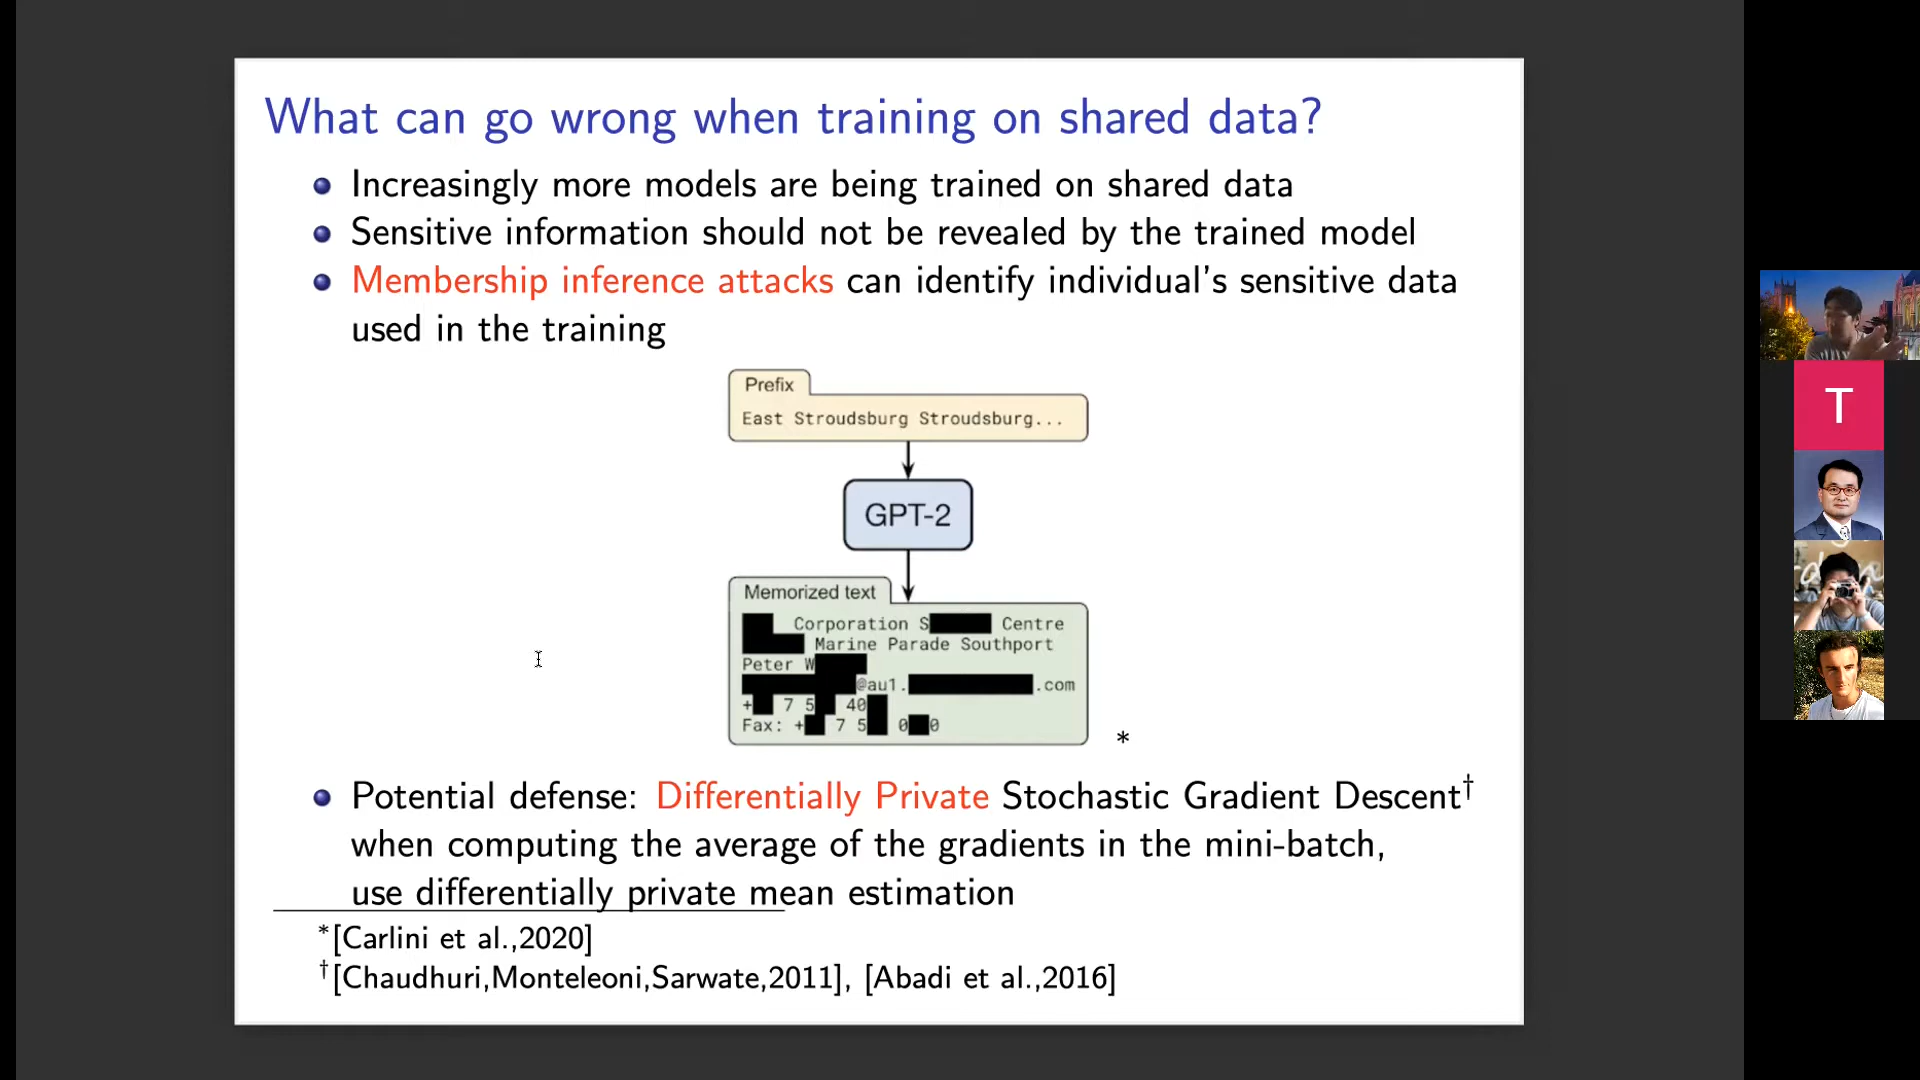 What can go wrong when training on shared data?
Increasingly more models are being trained on shared data
Sensitive information should not be revealed by the trained model
Membership inference attacks can identify individual's sensitive data
used in the training
Prefix
East Stroudsburg Stroudsburg...
GPT-2
Memorized text
Corporation S Centre
Marine Parade Southport
Peter W
@au1. .com
+ 7 5 40
Fax: + 7 5 0 0
*
Potential defense: Differentially Private Stochastic Gradient Descent†
when computing the average of the gradients in the mini-batch,
use differentially private mean estimation
*[Carlini et al.,2020]
†[Chaudhuri,Monteleoni,Sarwate,2011], [Abadi et al.,2016]
T